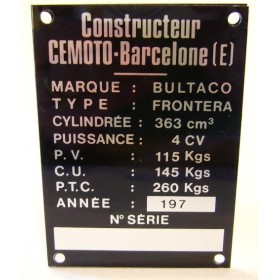 Constructeur
CEMOTO·Barcelone (E)
MARQUE : BULTACO
TYPE : FRONTERA
CYLINDRÉE : 363 cm³
PUISSANCE : 4 CV
P. V. : 115 Kgs
C. U. : 145 Kgs
P.T.C. : 260 Kgs
ANNÉE : 197
N° SÉRIE